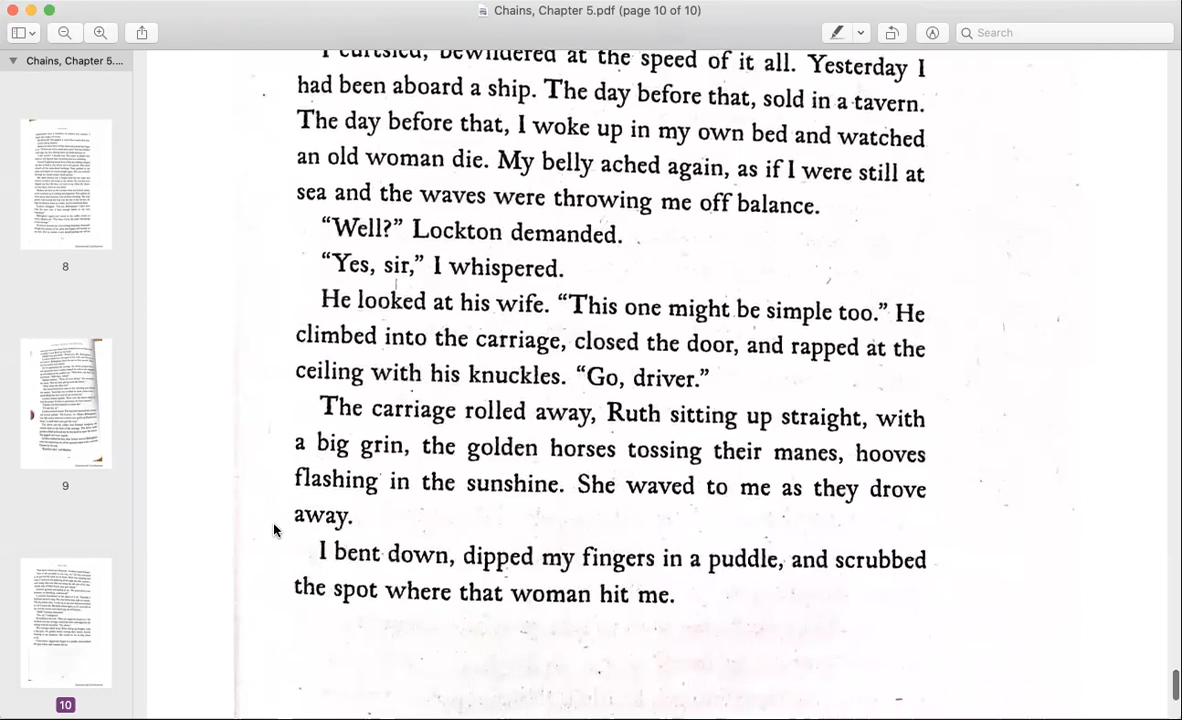 Chains, Chapter 5.pdf (page 10 of 10)
Search
Chains, Chapter 5....
8
9
10
I curtsied, bewildered at the speed of it all. Yesterday I
had been aboard a ship. The day before that, sold in a tavern.
The day before that, I woke up in my own bed and watched
an old woman die. My belly ached again, as if I were still at
sea and the waves were throwing me off balance.
“Well?” Lockton demanded.
“Yes, sir,” I whispered.
He looked at his wife. “This one might be simple too.” He
climbed into the carriage, closed the door, and rapped at the
ceiling with his knuckles. “Go, driver.”
The carriage rolled away, Ruth sitting up straight, with
a big grin, the golden horses tossing their manes, hooves
flashing in the sunshine. She waved to me as they drove
away.
I bent down, dipped my fingers in a puddle, and scrubbed
the spot where that woman hit me.